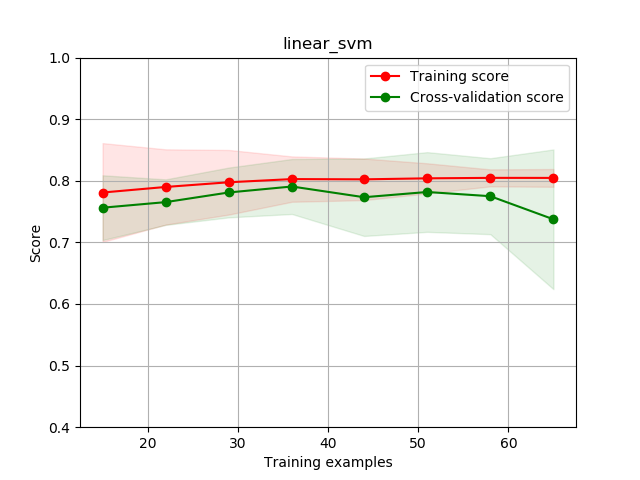 linear_svm
1.0
0.9
0.8
0.7
0.6
0.5
0.4
Score
Training score
Cross-validation score
20 30 40 50 60
Training examples